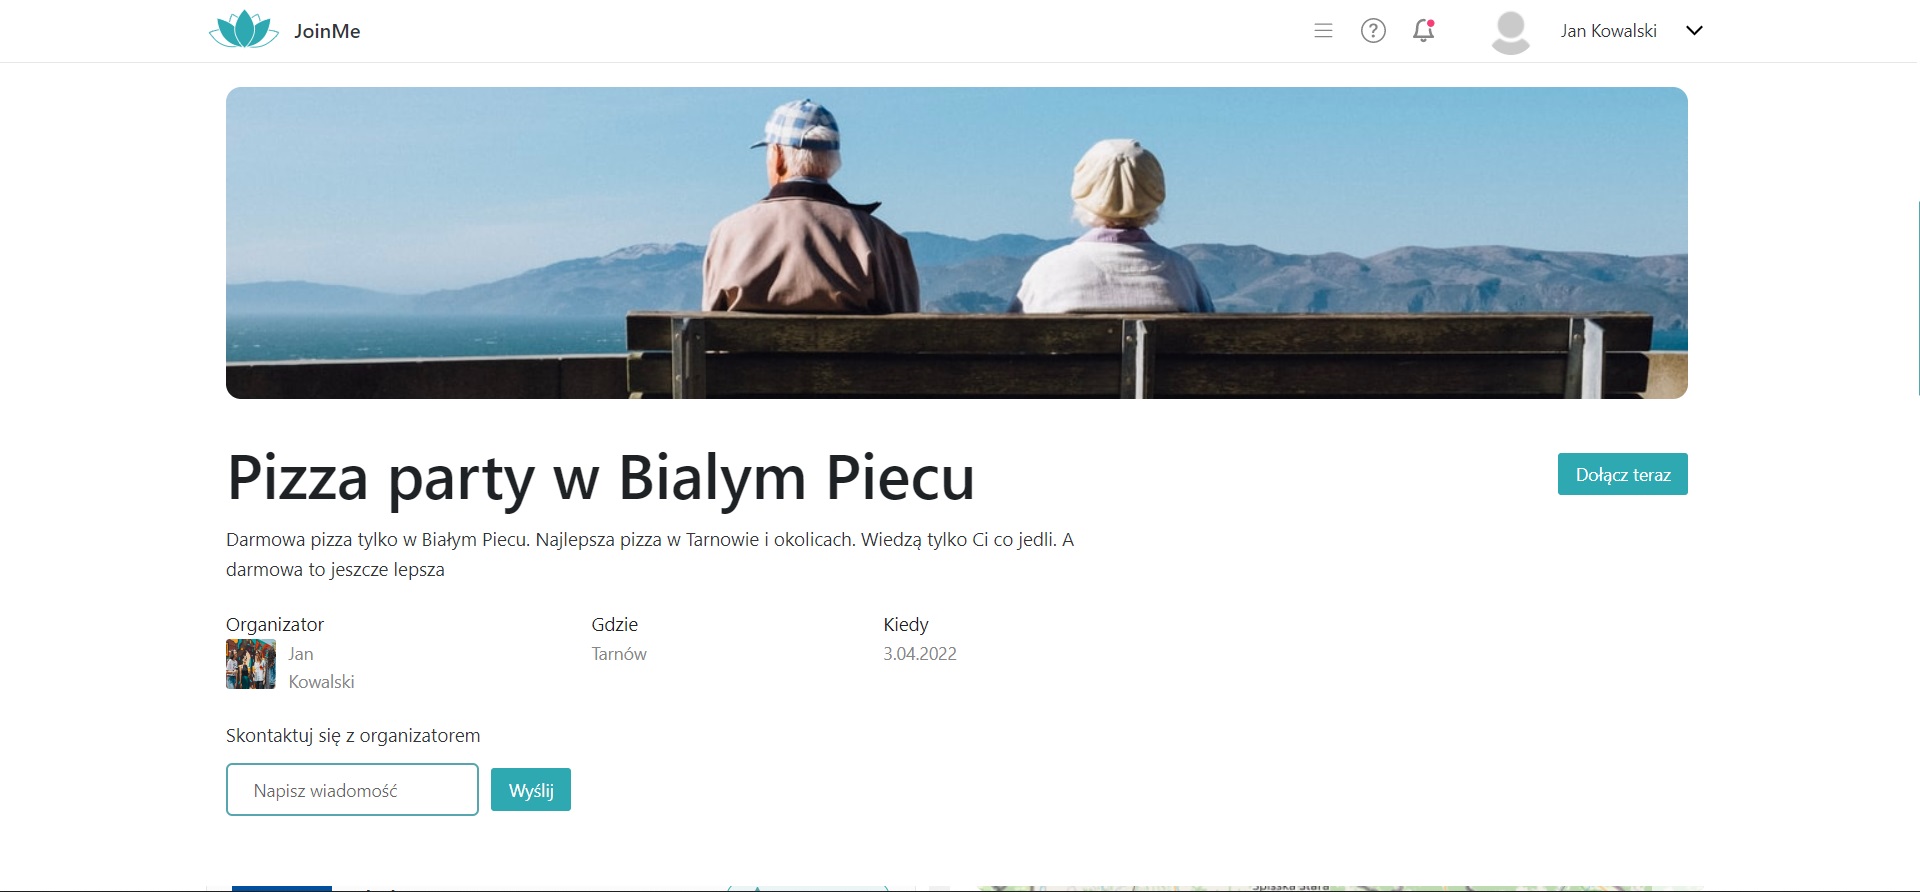 JoinMe
Jan Kowalski
Pizza party w Bialym Piecu
Dołącz teraz
Darmowa pizza tylko w Białym Piecu. Najlepsza pizza w Tarnowie i okolicach. Wiedzą tylko Ci co jedli. A
darmowa to jeszcze lepsza
Organizator
Jan
Kowalski
Gdzie
Tarnów
Kiedy
3.04.2022
Skontaktuj się z organizatorem
Napisz wiadomość
Wyślij
Spišská Stará